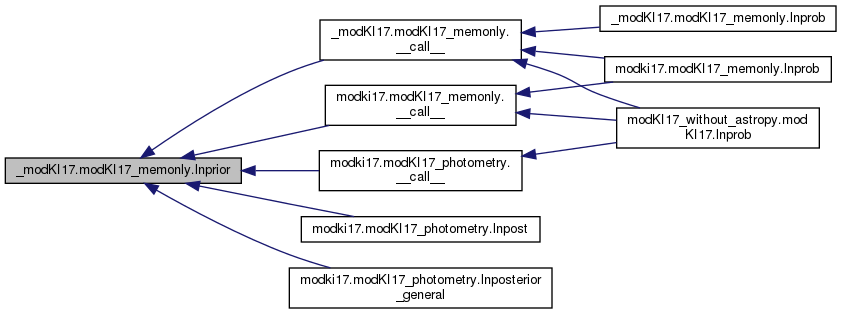 _modKI17.modKI17_memonly.lnprior
_modKI17.modKI17_memonly.
__call__
modki17.modKI17_memonly.
__call__
modki17.modKI17_photometry.
__call__
modki17.modKI17_photometry.lnpost
modki17.modKI17_photometry.lnposterior
_general
_modKI17.modKI17_memonly.lnprob
modki17.modKI17_memonly.lnprob
modKI17_without_astropy.mod
KI17.lnprob